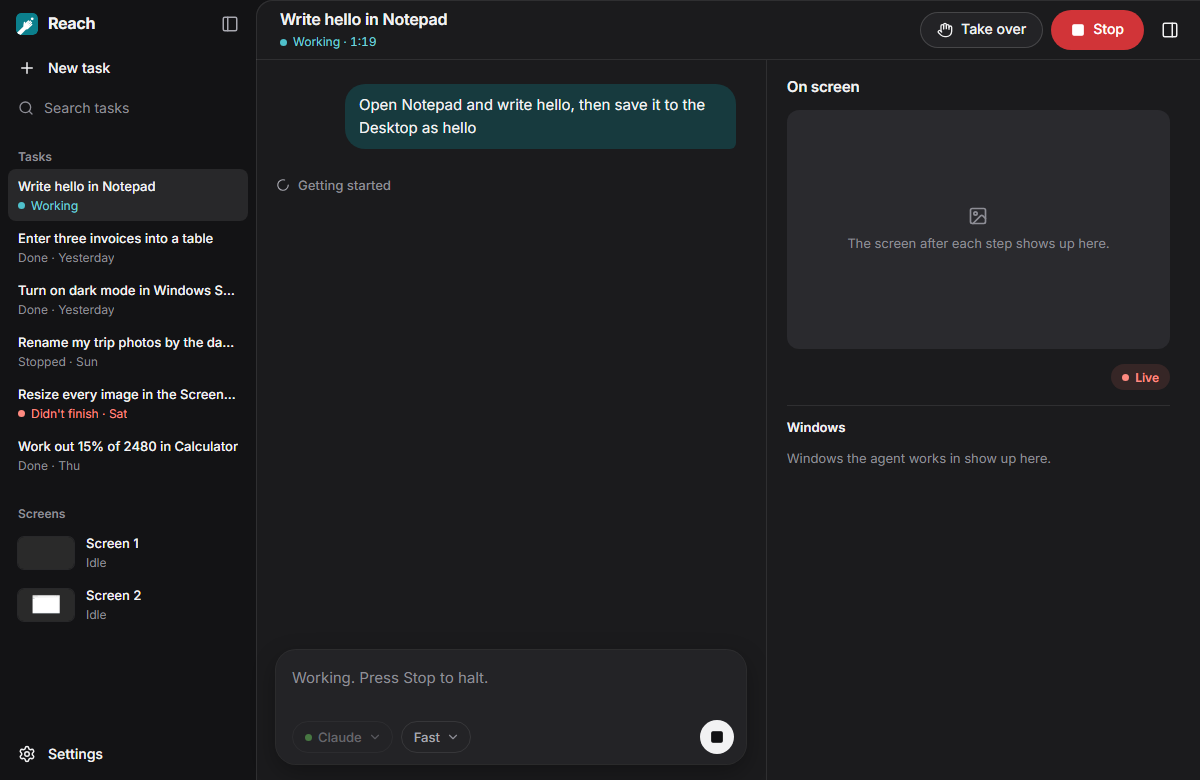 Reach
New task
Search tasks
Tasks
Write hello in Notepad
Working
Enter three invoices into a table
Done · Yesterday
Turn on dark mode in Windows S...
Done · Yesterday
Rename my trip photos by the da...
Stopped · Sun
Resize every image in the Screen...
Didn't finish · Sat
Work out 15% of 2480 in Calculator
Done · Thu
Screens
Screen 1
Idle
Screen 2
Idle
Settings
Write hello in Notepad
Working · 1:19
Take over
Stop
Open Notepad and write hello, then save it to the
Desktop as hello
Getting started
Working. Press Stop to halt.
Claude
Fast
On screen
The screen after each step shows up here.
Live
Windows
Windows the agent works in show up here.